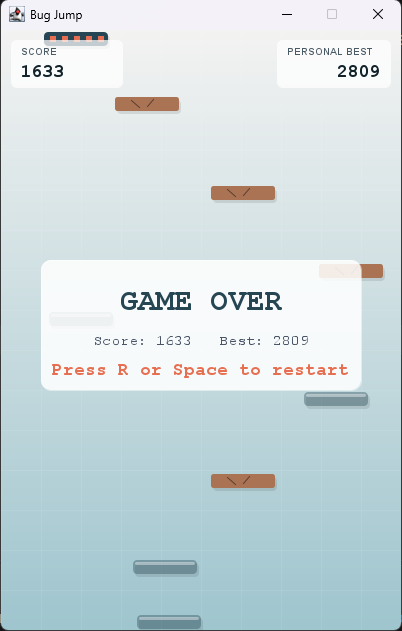 Bug Jump
SCORE
1633
PERSONAL BEST
2809
GAME OVER
Score: 1633 Best: 2809
Press R or Space to restart